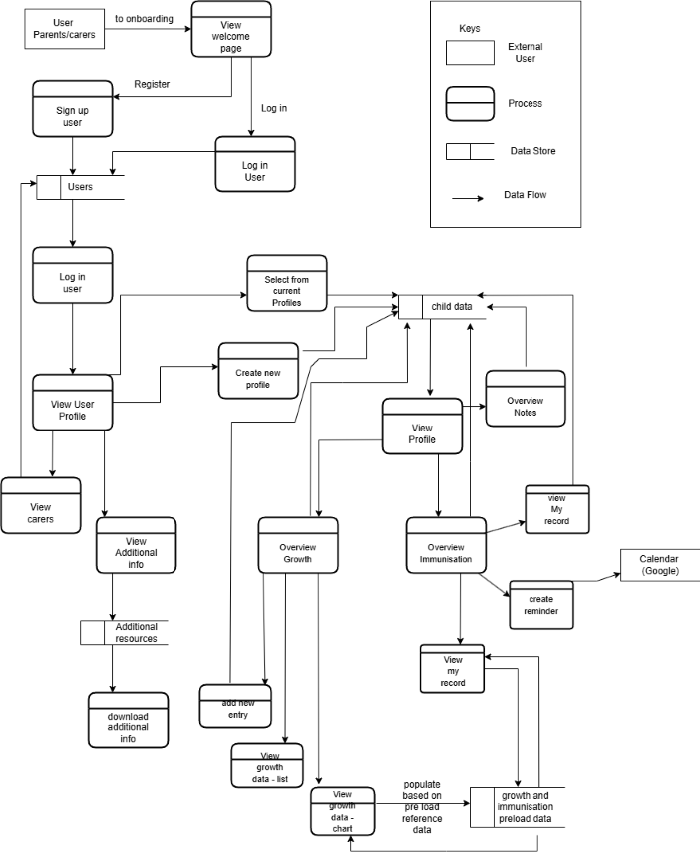 User
Parents/carers
to onboarding
View
welcome
page
Keys
External
User
Process
Data Store
Data Flow
Register
Log in
Sign up
user
Log in
User
Users
Log in
user
Select from
current
Profiles
child data
Create new
profile
View User
Profile
Overview
Notes
View
Profile
View
carers
view
My
record
View
Additional
info
Overview
Growth
Overview
Immunisation
Calendar
(Google)
create
reminder
Additional
resources
View
my
record
add new
entry
download
additional
info
View
growth
data - list
View
growth
data -
chart
populate
based on
pre load
reference
data
growth and
immunisation
preload data